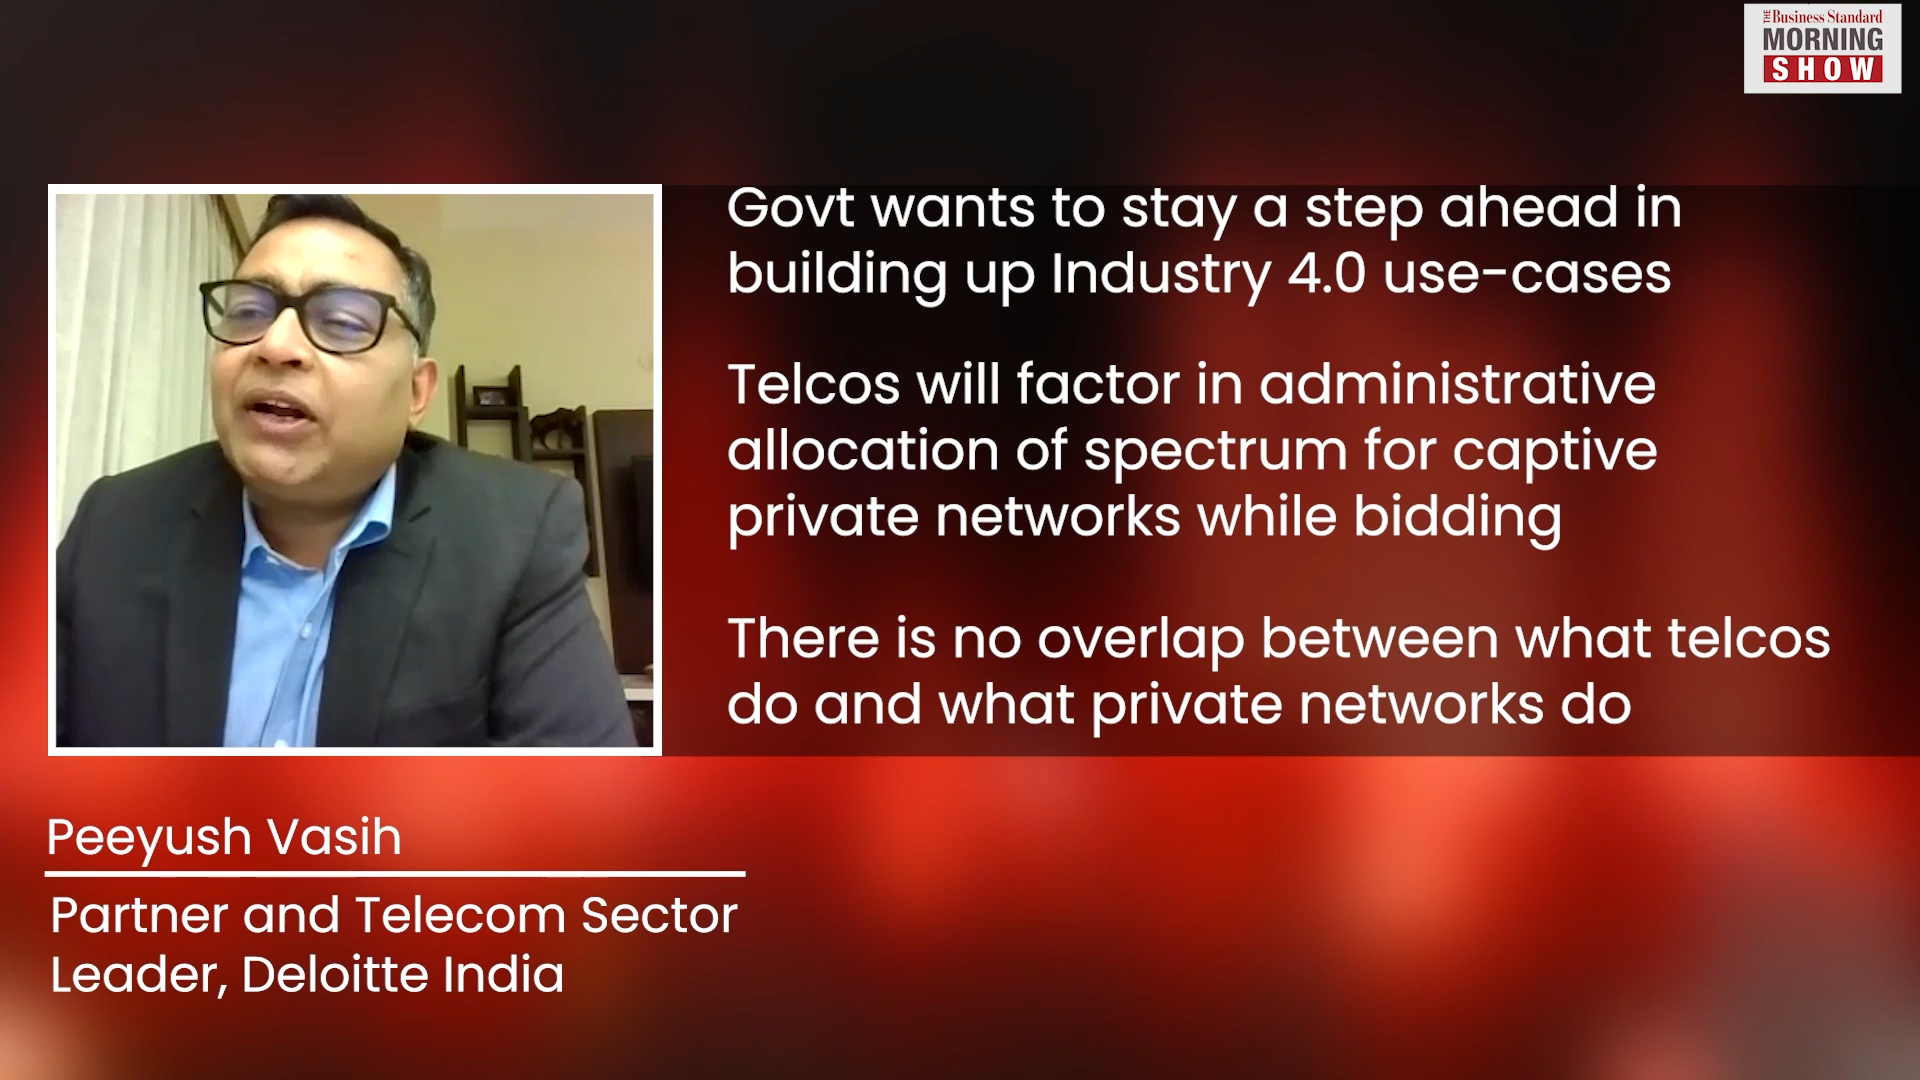 THE Business Standard
MORNING
SHOW
Govt wants to stay a step ahead in
building up Industry 4.0 use-cases
Telcos will factor in administrative
allocation of spectrum for captive
private networks while bidding
There is no overlap between what telcos
do and what private networks do
Peeyush Vasih
Partner and Telecom Sector
Leader, Deloitte India